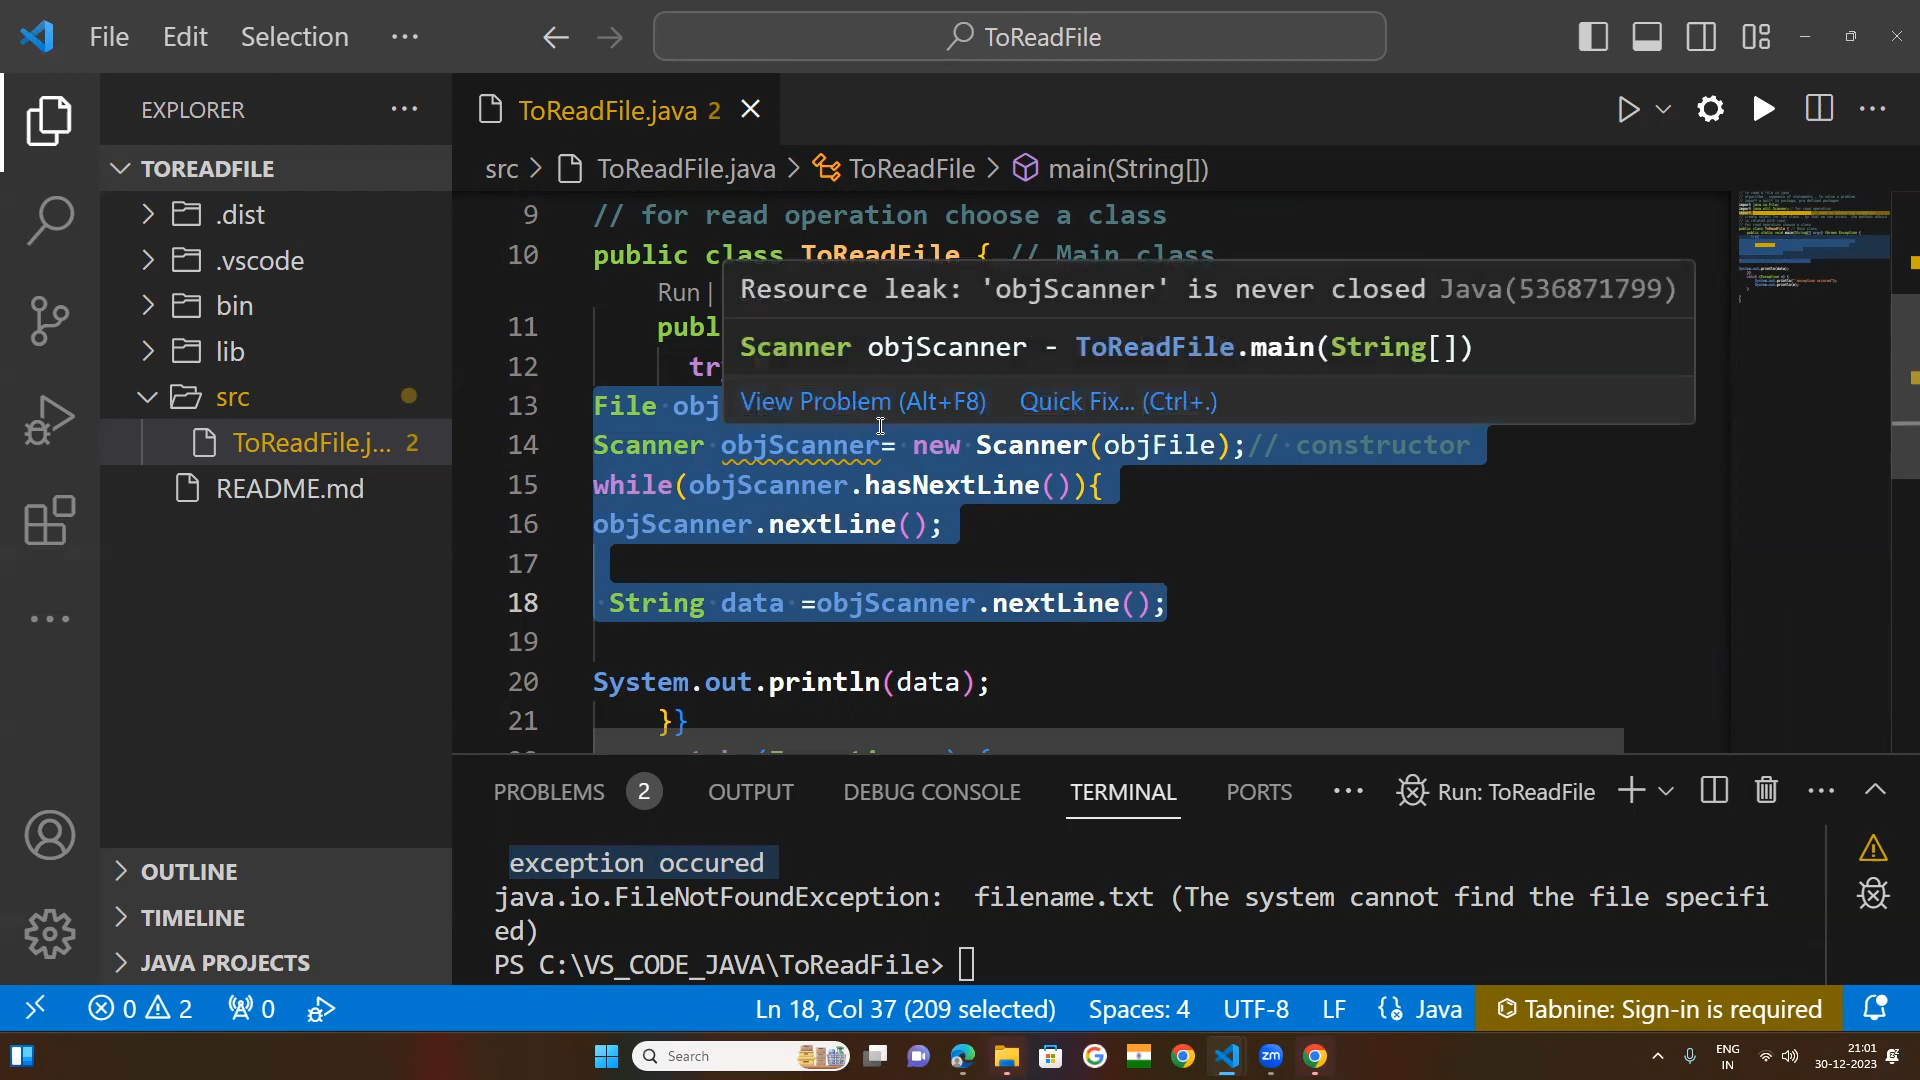 File Edit Selection ···
ToReadFile
EXPLORER
TOREADFILE
.dist
.vscode
bin
lib
src
ToReadFile.j... 2
README.md
OUTLINE
TIMELINE
JAVA PROJECTS
ToReadFile.java 2
src > ToReadFile.java > ToReadFile > main(String[])
9 // for read operation choose a class
10 public class ToReadFile { // Main class
Run |
11 publ
12 tr
Resource leak: 'objScanner' is never closed Java(536871799)
Scanner objScanner - ToReadFile.main(String[])
View Problem (Alt+F8) Quick Fix... (Ctrl+.)
13 File obj
14 Scanner objScanner= new Scanner(objFile);// constructor
15 while(objScanner.hasNextLine()){
16 objScanner.nextLine();
17
18 String data =objScanner.nextLine();
19
20 System.out.println(data);
21 }}
PROBLEMS 2 OUTPUT DEBUG CONSOLE TERMINAL PORTS ··· Run: ToReadFile
exception occured
java.io.FileNotFoundException: filename.txt (The system cannot find the file specifi
ed)
PS C:\VS_CODE_JAVA\ToReadFile>
0 2 0 Ln 18, Col 37 (209 selected) Spaces: 4 UTF-8 LF Java Tabnine: Sign-in is required
Search
zm
ENG
IN
21:01
30-12-2023